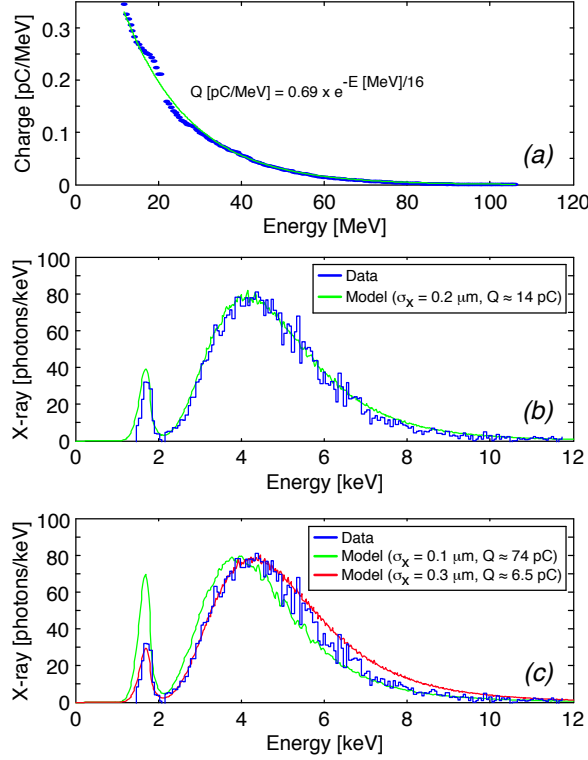 0.3
0.2
0.1
0
Charge [pC/MeV]
Q [pC/MeV] = 0.69 x e^-E [MeV]/16
(a)
0 20 40 60 80 100 120
Energy [MeV]
100
80
60
40
20
0
X-ray [photons/keV]
Data
Model (σx = 0.2 μm, Q ≈ 14 pC)
(b)
0 2 4 6 8 10 12
Energy [keV]
100
80
60
40
20
0
X-ray [photons/keV]
Data
Model (σx = 0.1 μm, Q ≈ 74 pC)
Model (σx = 0.3 μm, Q ≈ 6.5 pC)
(c)
0 2 4 6 8 10 12
Energy [keV]